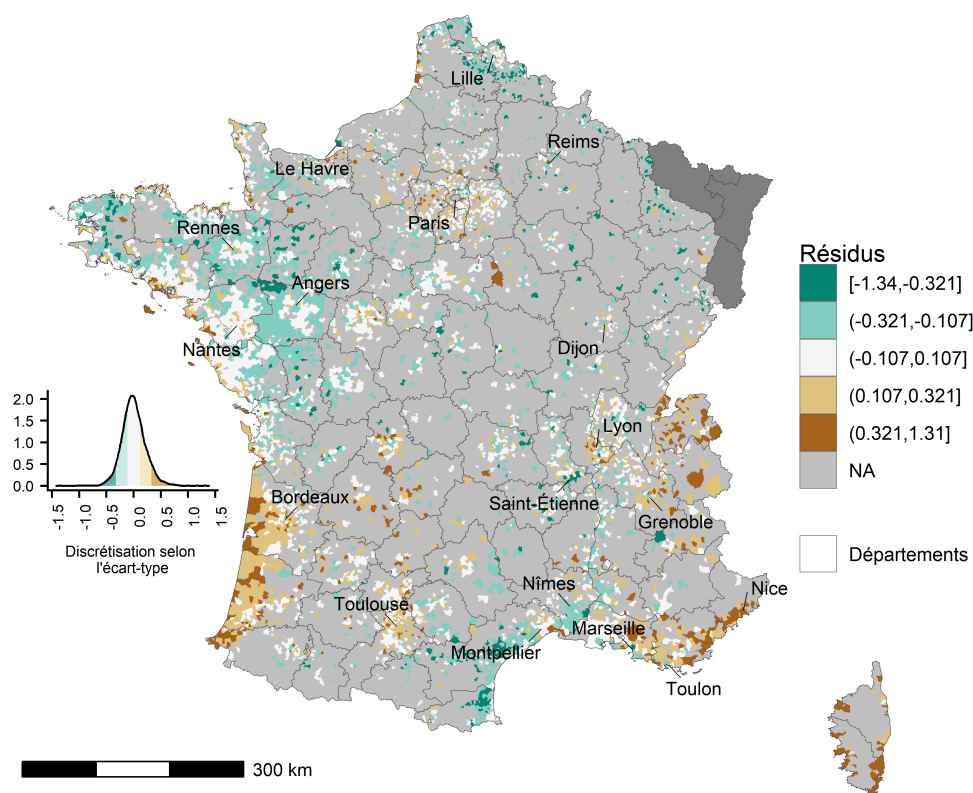 Lille
Reims
Le Havre
Paris
Rennes
Angers
Nantes
Dijon
Lyon
Bordeaux
Saint-Étienne
Grenoble
Nîmes
Nice
Toulouse
Marseille
Montpellier
Toulon
Résidus
[-1.34,-0.321]
(-0.321,-0.107]
(-0.107,0.107]
(0.107,0.321]
(0.321,1.31]
NA
Départements
2.0
1.5
1.0
0.5
0.0
-1.5
-1.0
-0.5
0.0
0.5
1.0
1.5
Discrétisation selon
l'écart-type
300 km